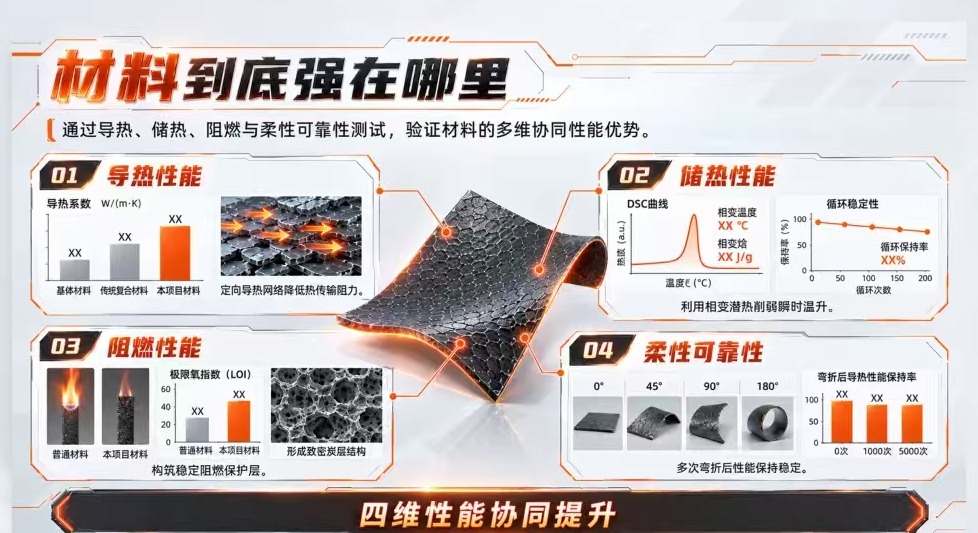 材料到底强在哪里
通过导热、储热、阻燃与柔性可靠性测试，验证材料的多维协同性能优势。
01 导热性能
导热系数 W/(m·K)
XX
XX
XX
基体材料 传统复合材料 本项目材料
定向导热网络降低热传输阻力。
02 储热性能
DSC曲线
热流 (a.u.)
相变温度
XX °C
相变焓
XX J/g
温度 (°C)
循环稳定性
保持率 (%)
100
50
0
循环保持率
XX%
0 50 100 150 200
循环次数
利用相变潜热削弱瞬时温升。
03 阻燃性能
普通材料 本项目材料
极限氧指数 (LOI)
60
40
20
0
XX
XX
普通材料 本项目材料
形成致密炭层结构
构筑稳定阻燃保护层。
04 柔性可靠性
0° 45° 90° 180°
弯折后导热性能保持率
100
50
0
XX XX XX
0次 1000次 5000次
多次弯折后性能保持稳定。
四维性能协同提升